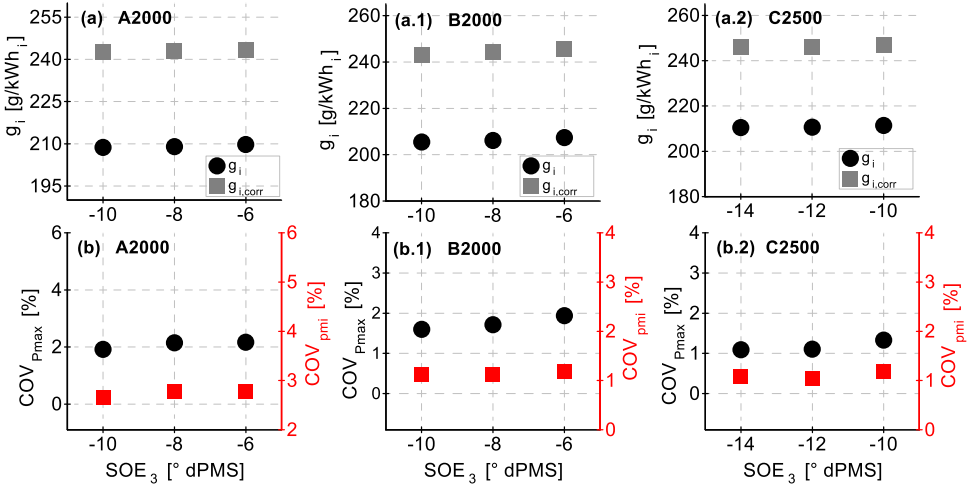 (a) A2000
g_i [g/kWh_i]
255
240
225
210
195
g_i
g_i,corr
-10 -8 -6
(a.1) B2000
g_i [g/kWh_i]
260
240
220
200
180
g_i
g_i,corr
-10 -8 -6
(a.2) C2500
g_i [g/kWh_i]
260
240
220
200
180
g_i
g_i,corr
-14 -12 -10
(b) A2000
COV_Pmax [%]
6
4
2
0
6
5
4
3
2
COV_pmi [%]
-10 -8 -6
SOE_3 [° dPMS]
(b.1) B2000
COV_Pmax [%]
4
3
2
1
0
4
3
2
1
0
COV_pmi [%]
-10 -8 -6
SOE_3 [° dPMS]
(b.2) C2500
COV_Pmax [%]
4
3
2
1
0
4
3
2
1
0
COV_pmi [%]
-14 -12 -10
SOE_3 [° dPMS]